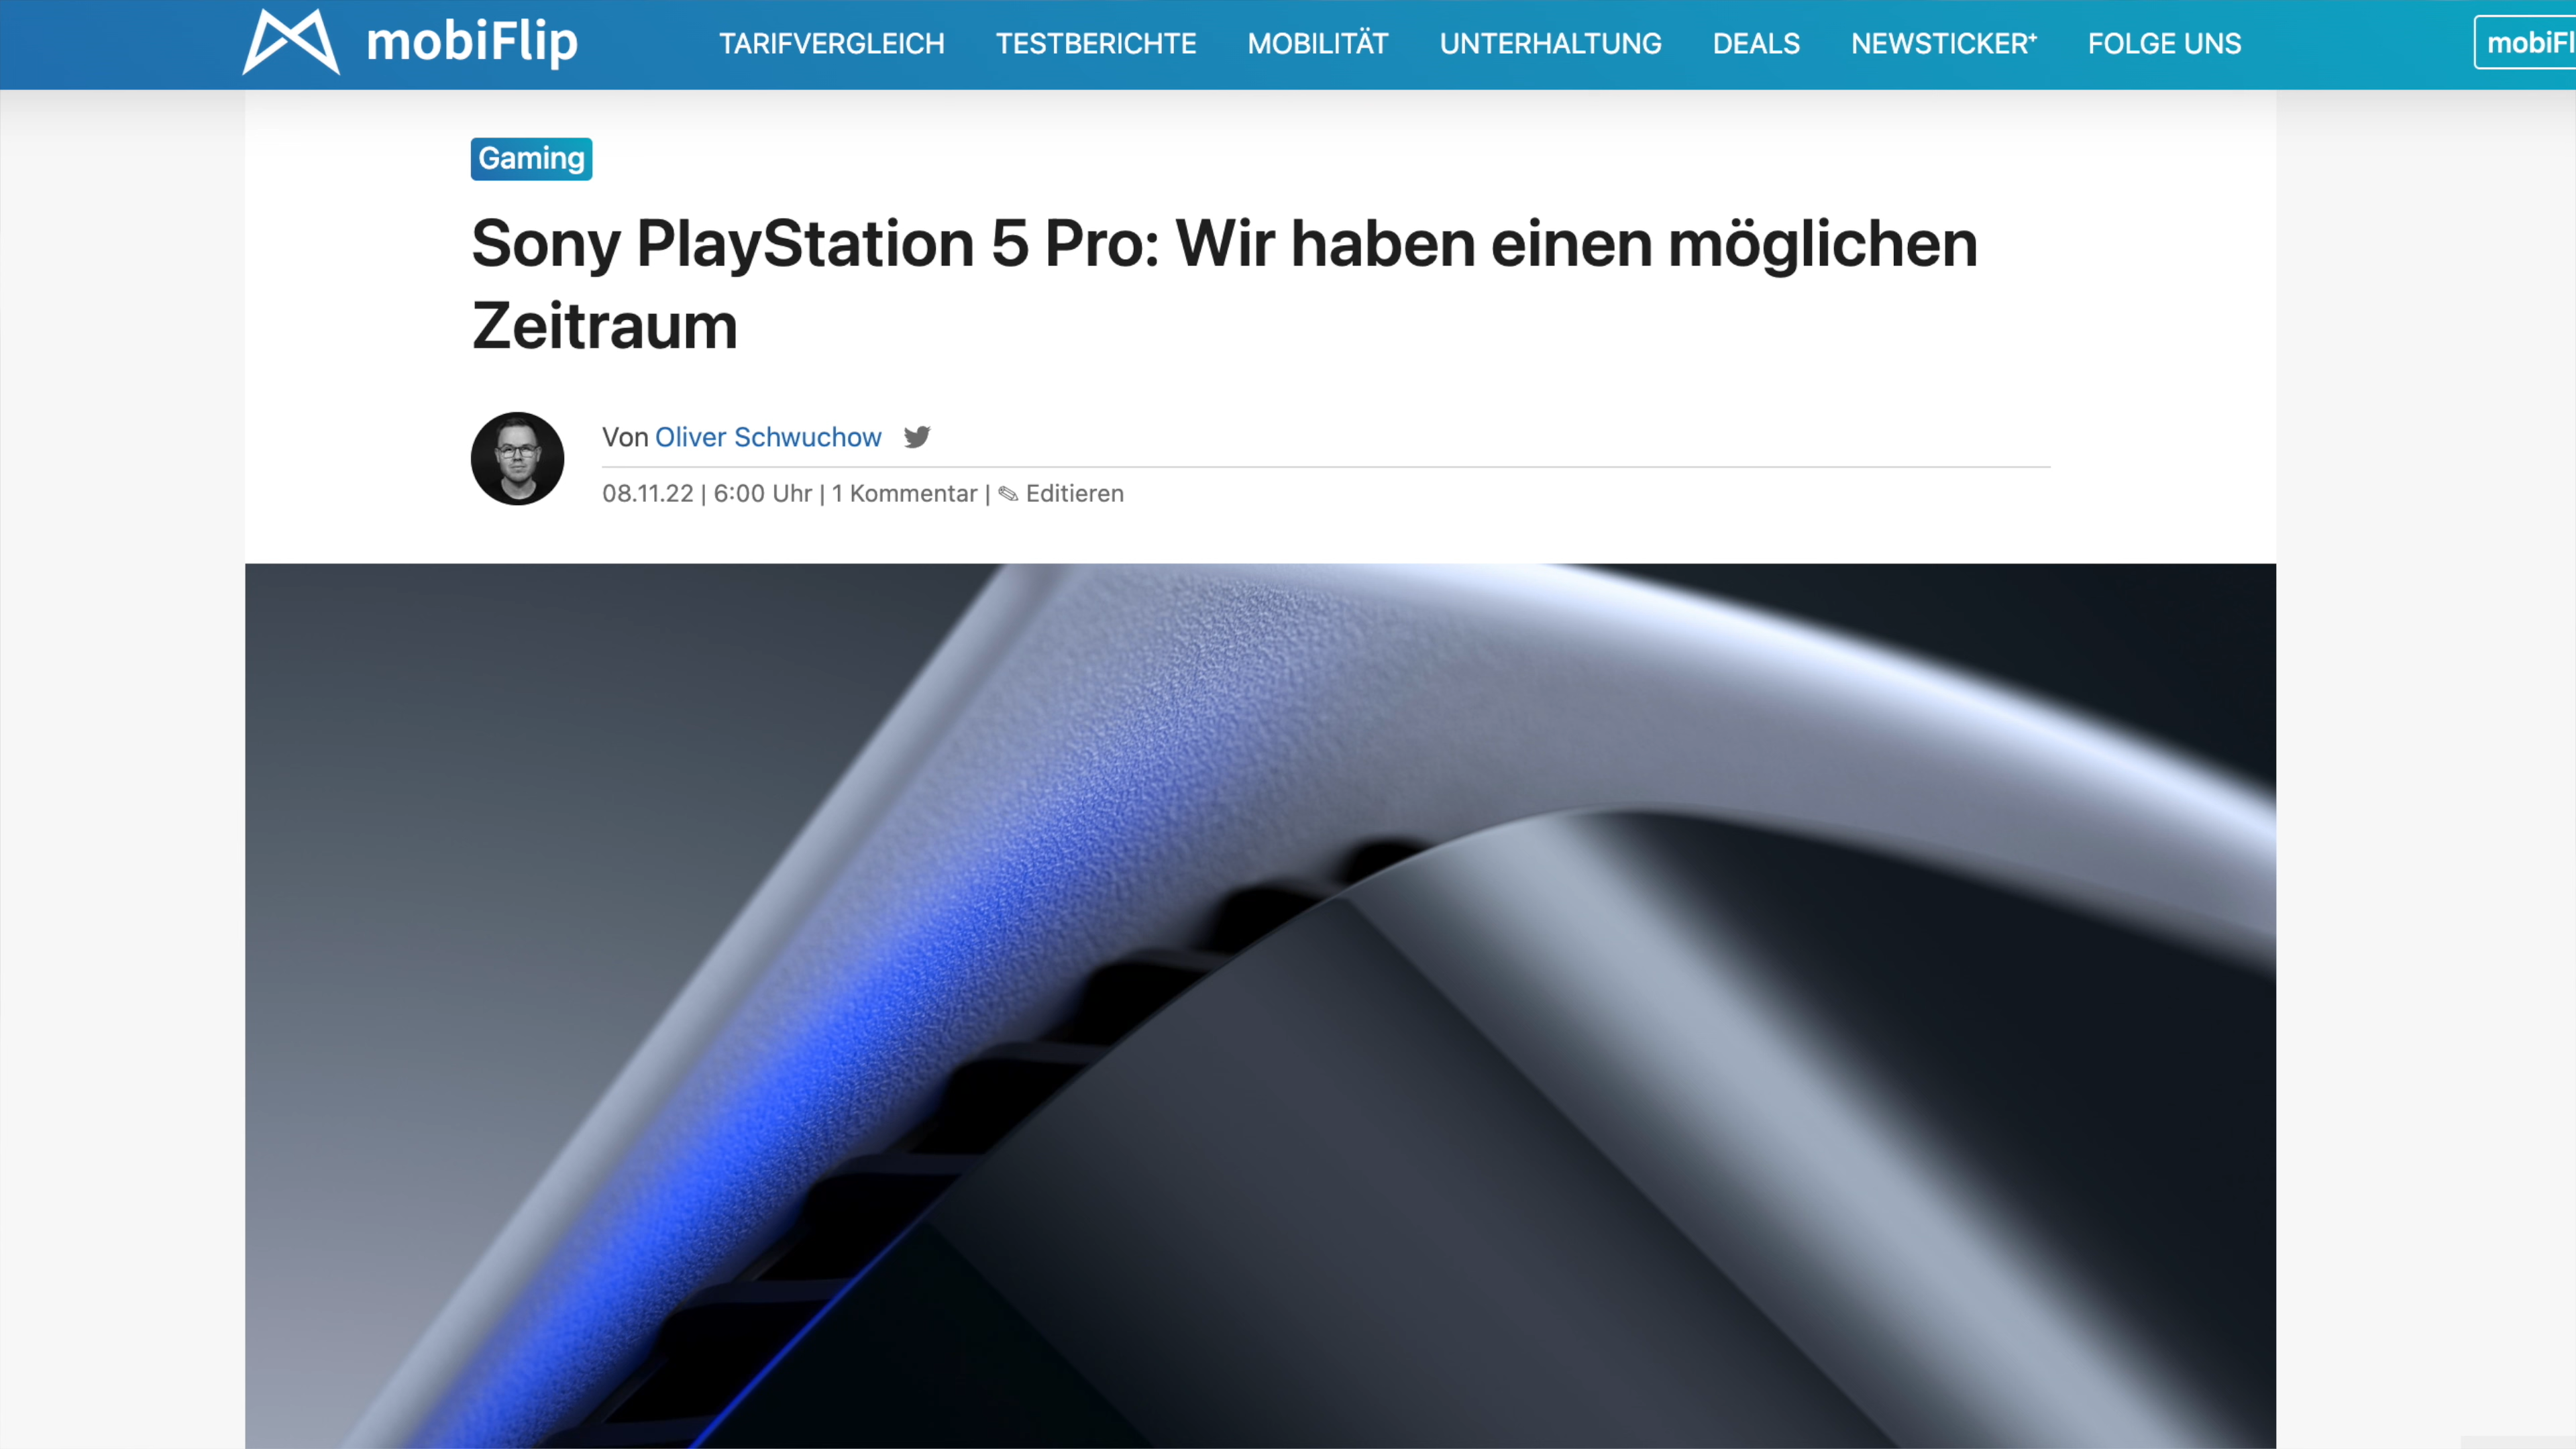 mobiFlip TARIFVERGLEICH TESTBERICHTE MOBILITÄT UNTERHALTUNG DEALS NEWSTICKER+ FOLGE UNS mobiFl
Gaming
Sony PlayStation 5 Pro: Wir haben einen möglichen
Zeitraum
Von Oliver Schwuchow
08.11.22 | 6:00 Uhr | 1 Kommentar | ✎ Editieren